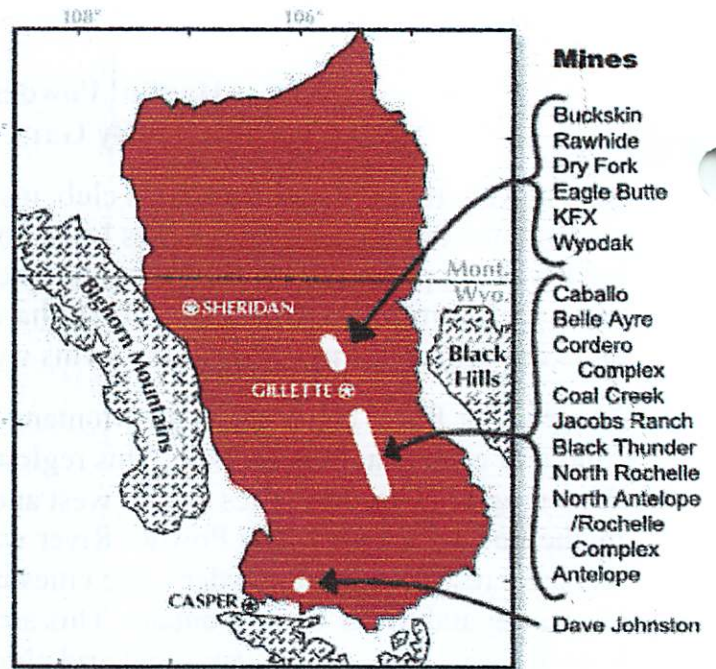 108° 106°
Mines
Buckskin
Rawhide
Dry Fork
Eagle Butte
KFX
Wyodak
Mont.
Wyo.
Caballo
Belle Ayre
Cordero
Complex
Coal Creek
Jacobs Ranch
Black Thunder
North Rochelle
North Antelope
/Rochelle
Complex
Antelope
Dave Johnston
SHERIDAN
Bighorn Mountains
Black
Hills
GILLETTE
CASPER